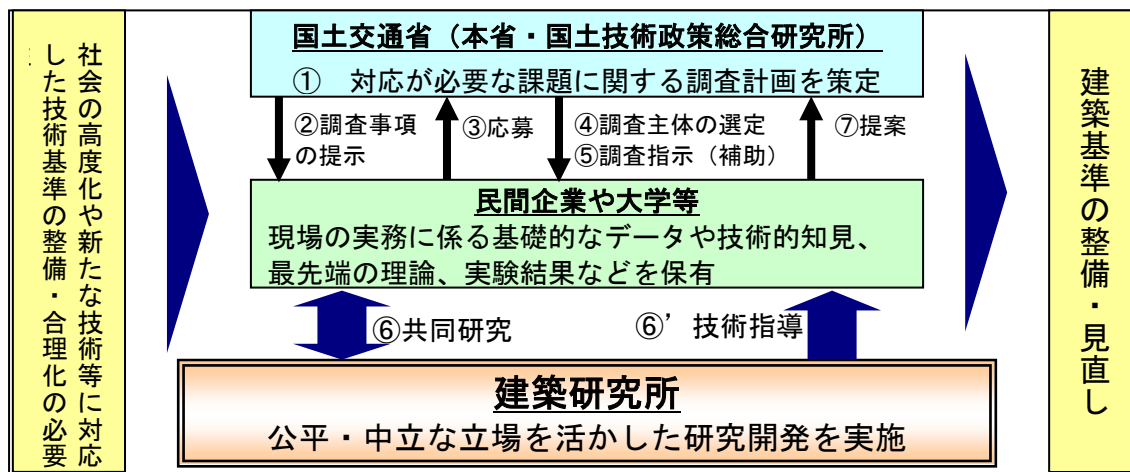 社会の高度化や新たな技術等に対応
した技術基準の整備・合理化の必要
国土交通省（本省・国土技術政策総合研究所）
①　対応が必要な課題に関する調査計画を策定
②調査事項
の提示
③応募
④調査主体の選定
⑤調査指示（補助）
⑦提案
民間企業や大学等
現場の実務に係る基礎的なデータや技術的知見、
最先端の理論、実験結果などを保有
⑥共同研究
⑥’技術指導
建築研究所
公平・中立な立場を活かした研究開発を実施
建築基準の整備・見直し